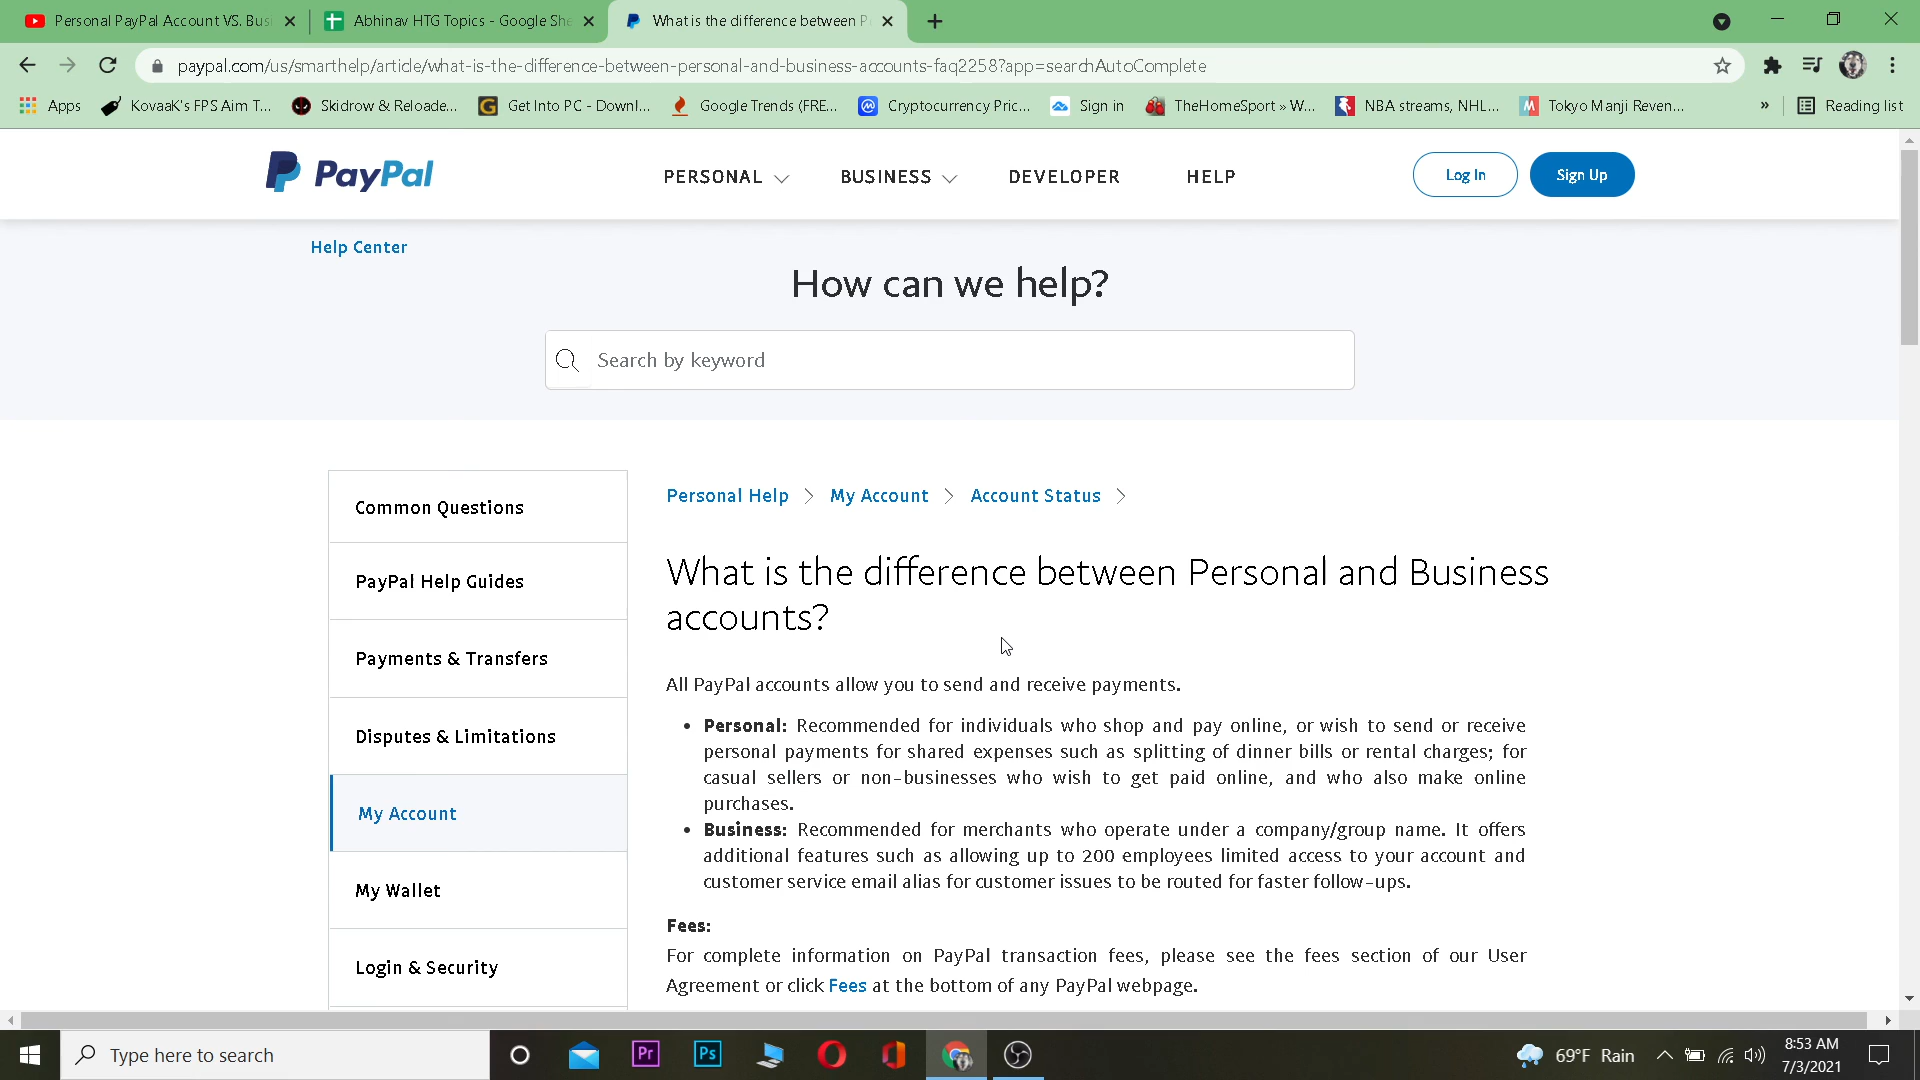 Personal PayPal Account VS. Busi
Abhinav HTG Topics - Google She
What is the difference between P
paypal.com/us/smarthelp/article/what-is-the-difference-between-personal-and-business-accounts-faq2258?app=searchAutoComplete
Apps
KovaaK's FPS Aim T...
Skidrow & Reloade...
Get Into PC - Downl...
Google Trends (FRE...
Cryptocurrency Pric...
Sign in
TheHomeSport » W...
NBA streams, NHL...
Tokyo Manji Reven...
»
Reading list
PayPal
PERSONAL
BUSINESS
DEVELOPER
HELP
Log In
Sign Up
Help Center
How can we help?
Search by keyword
Common Questions
PayPal Help Guides
Payments & Transfers
Disputes & Limitations
My Account
My Wallet
Login & Security
Personal Help > My Account > Account Status >
What is the difference between Personal and Business
accounts?
All PayPal accounts allow you to send and receive payments.
• Personal: Recommended for individuals who shop and pay online, or wish to send or receive
personal payments for shared expenses such as splitting of dinner bills or rental charges; for
casual sellers or non-businesses who wish to get paid online, and who also make online
purchases.
• Business: Recommended for merchants who operate under a company/group name. It offers
additional features such as allowing up to 200 employees limited access to your account and
customer service email alias for customer issues to be routed for faster follow-ups.
Fees:
For complete information on PayPal transaction fees, please see the fees section of our User
Agreement or click Fees at the bottom of any PayPal webpage.
Type here to search
Pr
Ps
69°F Rain
8:53 AM
7/3/2021